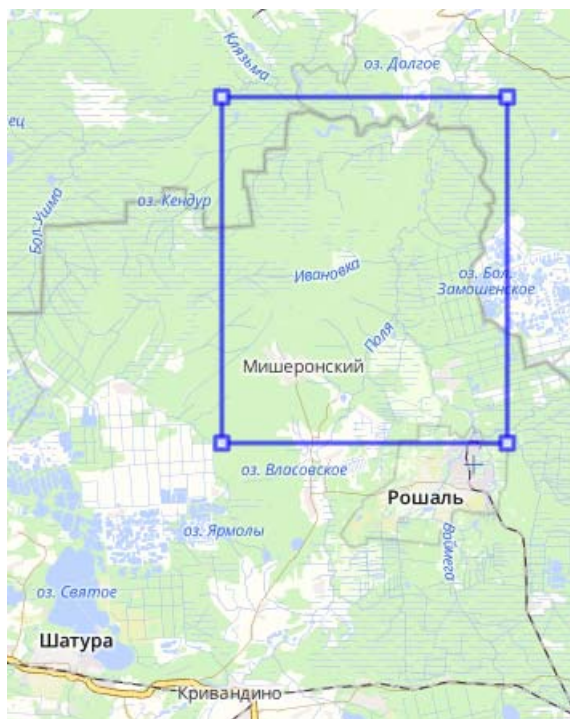 Клязьма
оз. Долгое
ец
Бол. Ушма
оз. Кендур
Ивановка
оз. Бол.
Замошенское
Поля
Мишеронский
оз. Власовское
Рошаль
оз. Ярмолы
Воймега
оз. Святое
Шатура
Кривандино